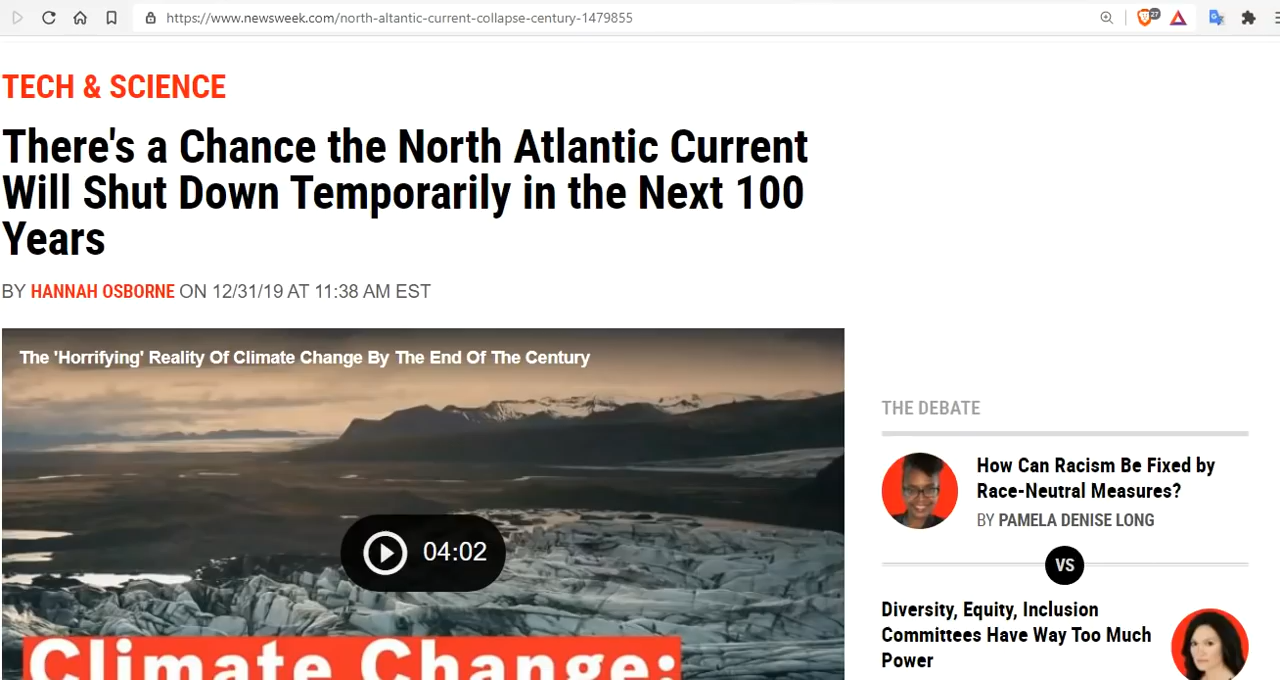 https://www.newsweek.com/north-altantic-current-collapse-century-1479855
27
TECH & SCIENCE
There's a Chance the North Atlantic Current
Will Shut Down Temporarily in the Next 100
Years
BY HANNAH OSBORNE ON 12/31/19 AT 11:38 AM EST
The 'Horrifying' Reality Of Climate Change By The End Of The Century
04:02
Climate Change:
THE DEBATE
How Can Racism Be Fixed by
Race-Neutral Measures?
BY PAMELA DENISE LONG
VS
Diversity, Equity, Inclusion
Committees Have Way Too Much
Power